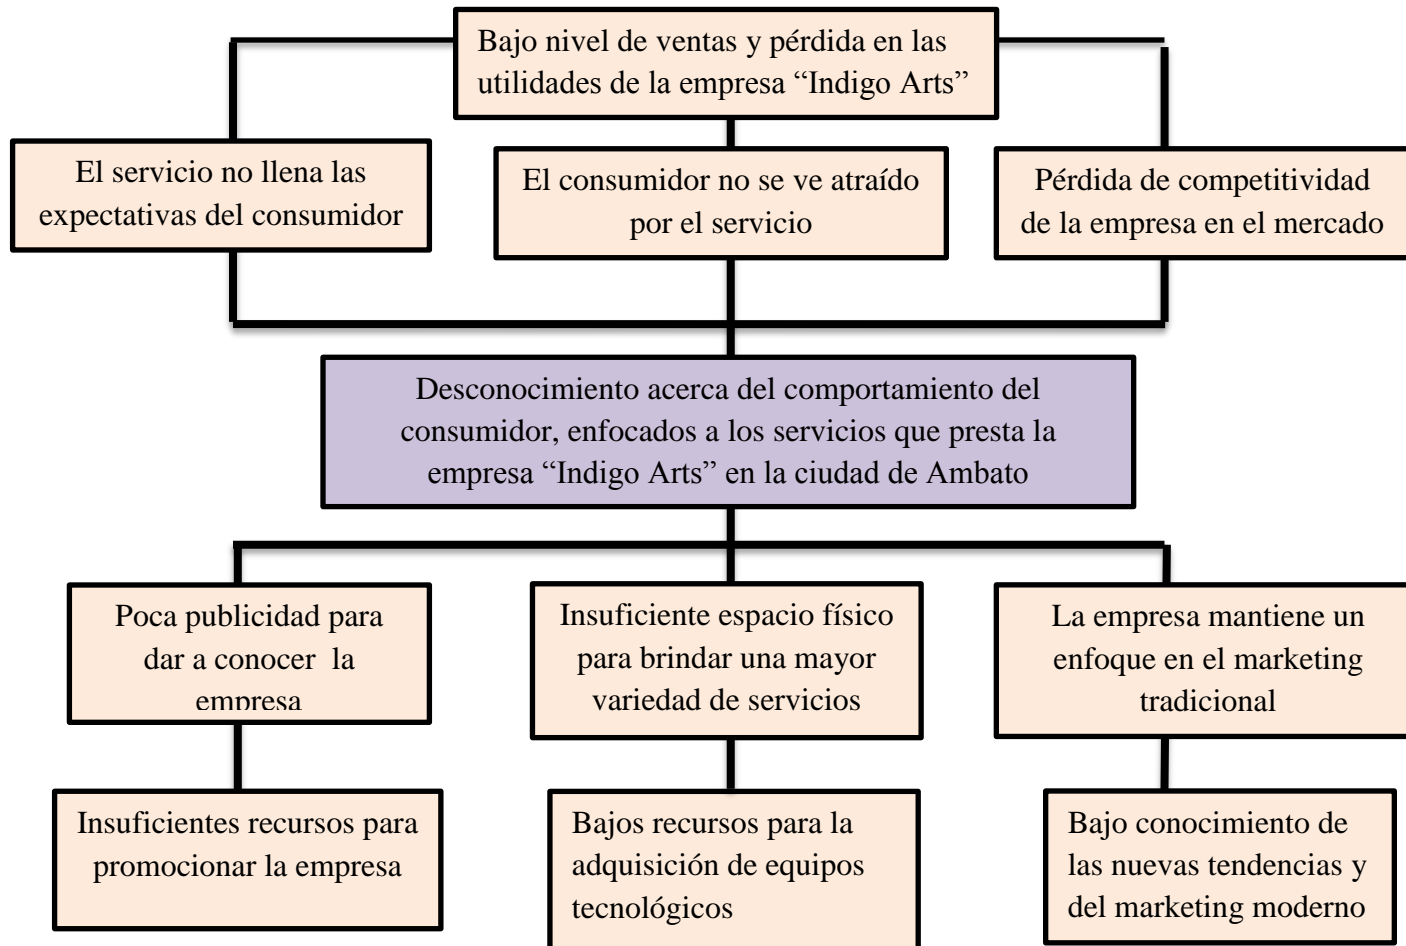 Bajo nivel de ventas y pérdida en las
utilidades de la empresa “Indigo Arts”
El servicio no llena las
expectativas del consumidor
El consumidor no se ve atraído
por el servicio
Pérdida de competitividad
de la empresa en el mercado
Desconocimiento acerca del comportamiento del
consumidor, enfocados a los servicios que presta la
empresa “Indigo Arts” en la ciudad de Ambato
Poca publicidad para
dar a conocer  la
empresa
Insuficiente espacio físico
para brindar una mayor
variedad de servicios
La empresa mantiene un
enfoque en el marketing
tradicional
Insuficientes recursos para
promocionar la empresa
Bajos recursos para la
adquisición de equipos
tecnológicos
Bajo conocimiento de
las nuevas tendencias y
del marketing moderno